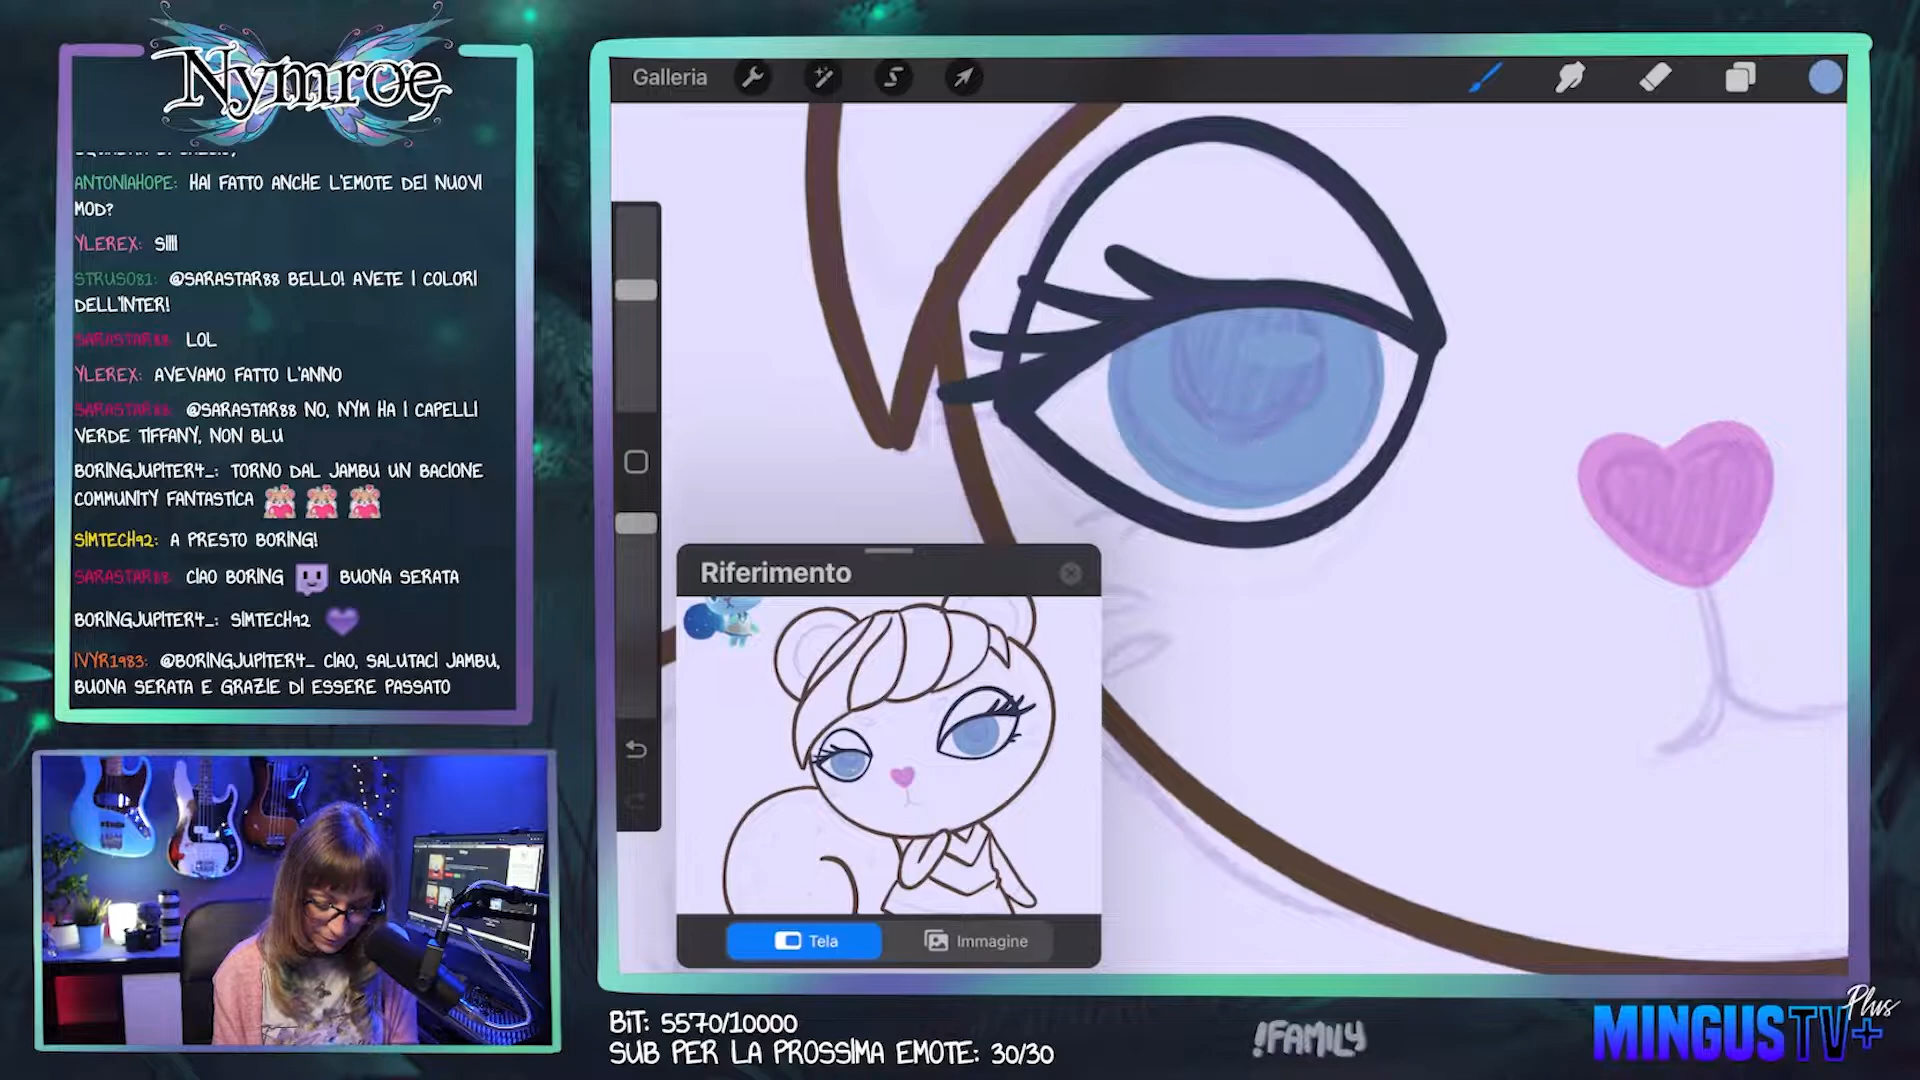 Nymroe
ANTONIAHOPE: HAI FATTO ANCHE L'EMOTE DEI NUOVI
MOD?
YLEREX: SIIII
STRUSO81: @SARASTAR88 BELLO! AVETE I COLORI
DELL'INTER!
SARASTAR88: LOL
YLEREX: AVEVAMO FATTO L'ANNO
SARASTAR88: @SARASTAR88 NO, NYM HA I CAPELLI
VERDE TIFFANY, NON BLU
BORINGJUPITER4_: TORNO DAL JAMBU UN BACIONE
COMMUNITY FANTASTICA
SIMTECH92: A PRESTO BORING!
SARASTAR88: CIAO BORING BUONA SERATA
BORINGJUPITER4_: SIMTECH92
IVYR1983: @BORINGJUPITER4_ CIAO, SALUTACI JAMBU,
BUONA SERATA E GRAZIE DI ESSERE PASSATO
Galleria
Riferimento
Tela
Immagine
BIT: 5570/10000
SUB PER LA PROSSIMA EMOTE: 30/30
!FAMILY
MINGUSTV+
Plus